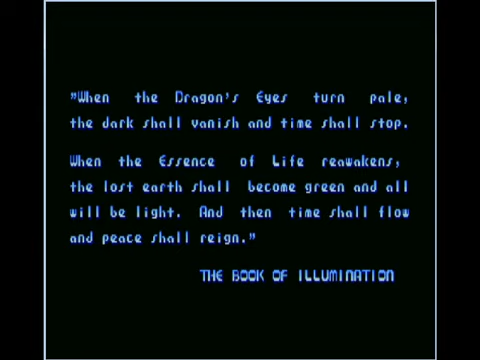 "When the Dragon's Eyes turn pale,
the dark shall vanish and time shall stop.
When the Essence of Life reawakens,
the lost earth shall become green and all
will be light. And then time shall flow
and peace shall reign."
THE BOOK OF ILLUMINATION